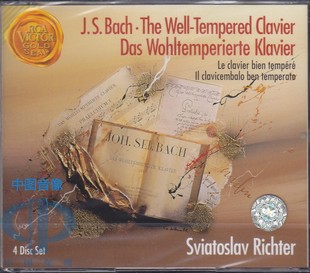 RCA
VICTOR
GOLD
SEAL
J.S. Bach · The Well-Tempered Clavier
Das Wohltemperierte Klavier
Le clavier bien tempéré
Il clavicembalo ben temperato
JOH. SEB. BACH
中国音像
4 Disc Set
Sviatoslav Richter